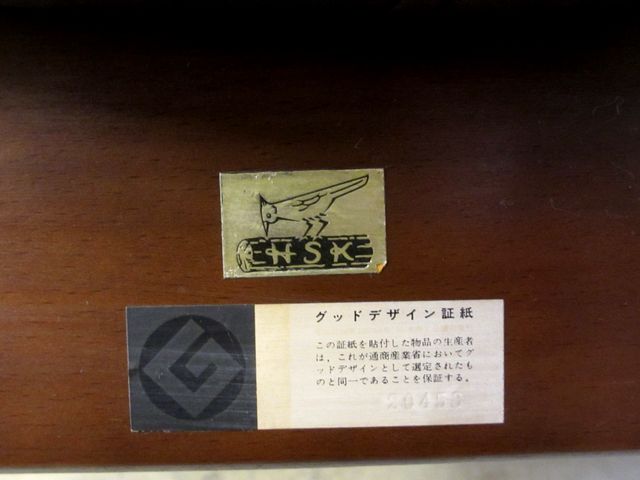 HSK
グッドデザイン証紙
この証紙を貼付した物品の生産者
は、これが通商産業省においてグ
ッドデザインとして選定されたも
のと同一であることを保証する。